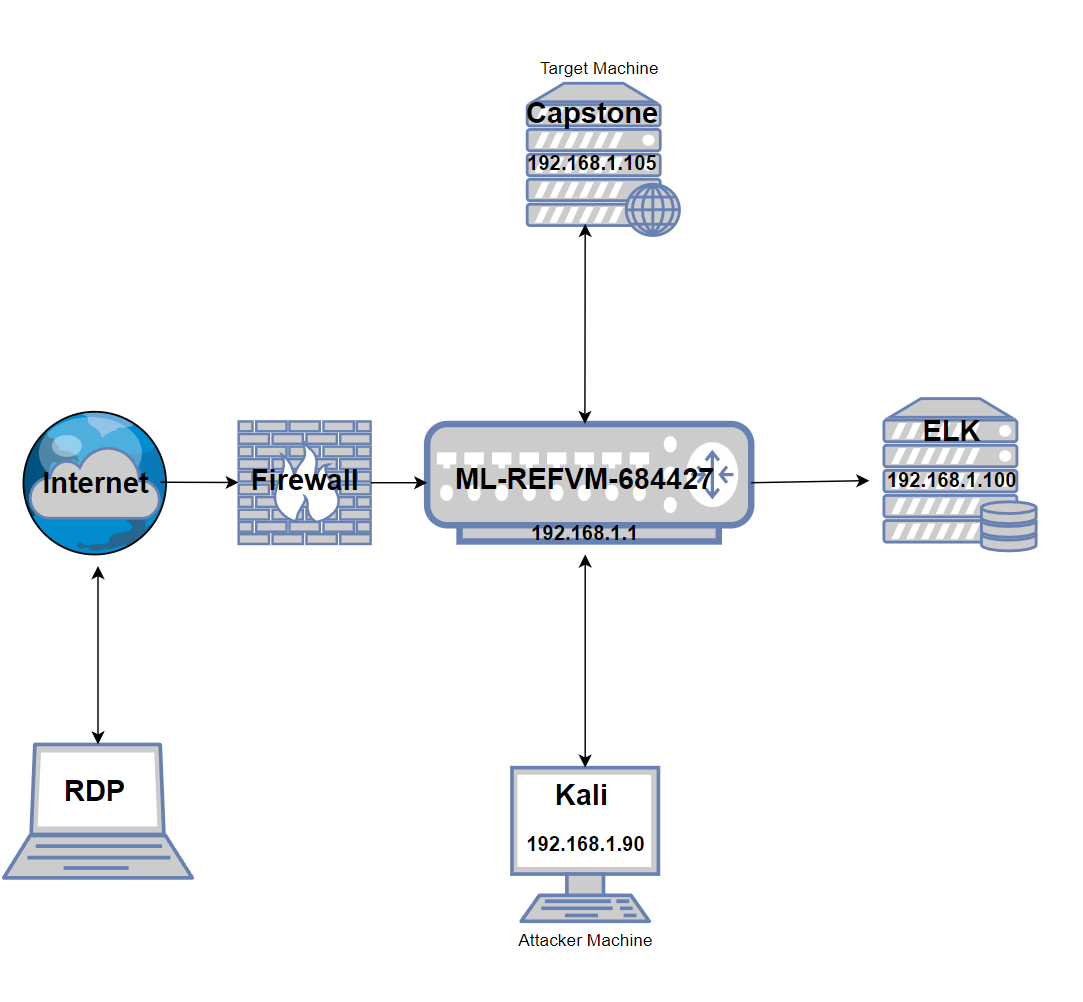 Target Machine
Capstone
192.168.1.105
Internet
Firewall
ML-REFVM-684427
192.168.1.1
ELK
192.168.1.100
RDP
Kali
192.168.1.90
Attacker Machine